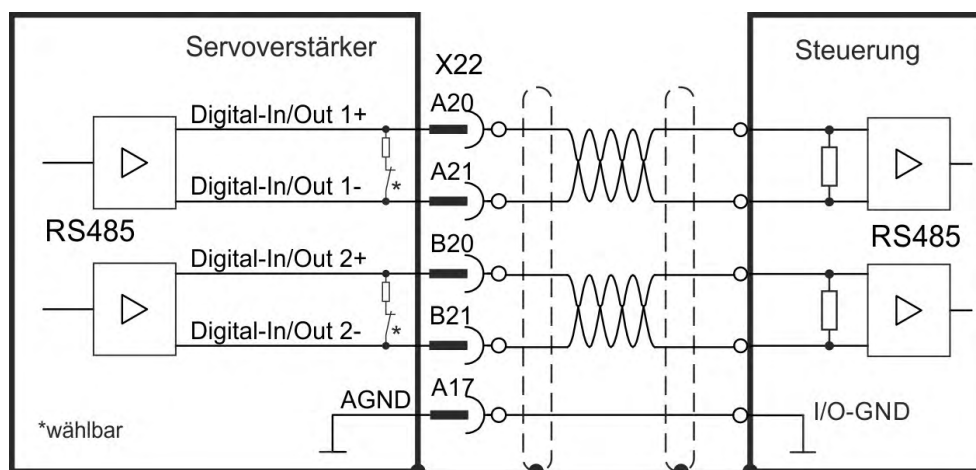 Servoverstärker
X22
Steuerung
Digital-In/Out 1+
A20
Digital-In/Out 1-
*
A21
RS485
RS485
Digital-In/Out 2+
B20
Digital-In/Out 2-
*
B21
AGND
A17
I/O-GND
*wählbar